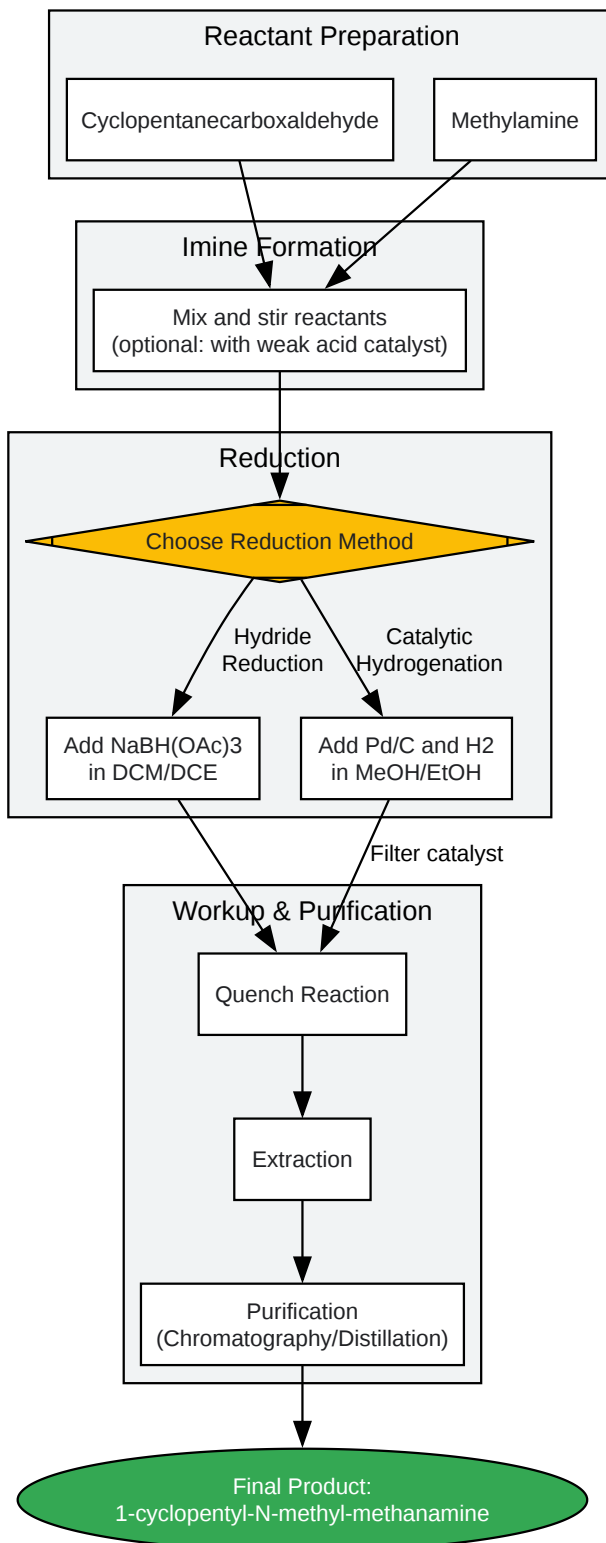 Reactant Preparation
Cyclopentanecarboxaldehyde
Methylamine
Imine Formation
Mix and stir reactants
(optional: with weak acid catalyst)
Reduction
Choose Reduction Method
Hydride
Reduction
Catalytic
Hydrogenation
Add NaBH(OAc)3
in DCM/DCE
Add Pd/C and H2
in MeOH/EtOH
Filter catalyst
Workup & Purification
Quench Reaction
Extraction
Purification
(Chromatography/Distillation)
Final Product:
1-cyclopentyl-N-methyl-methanamine